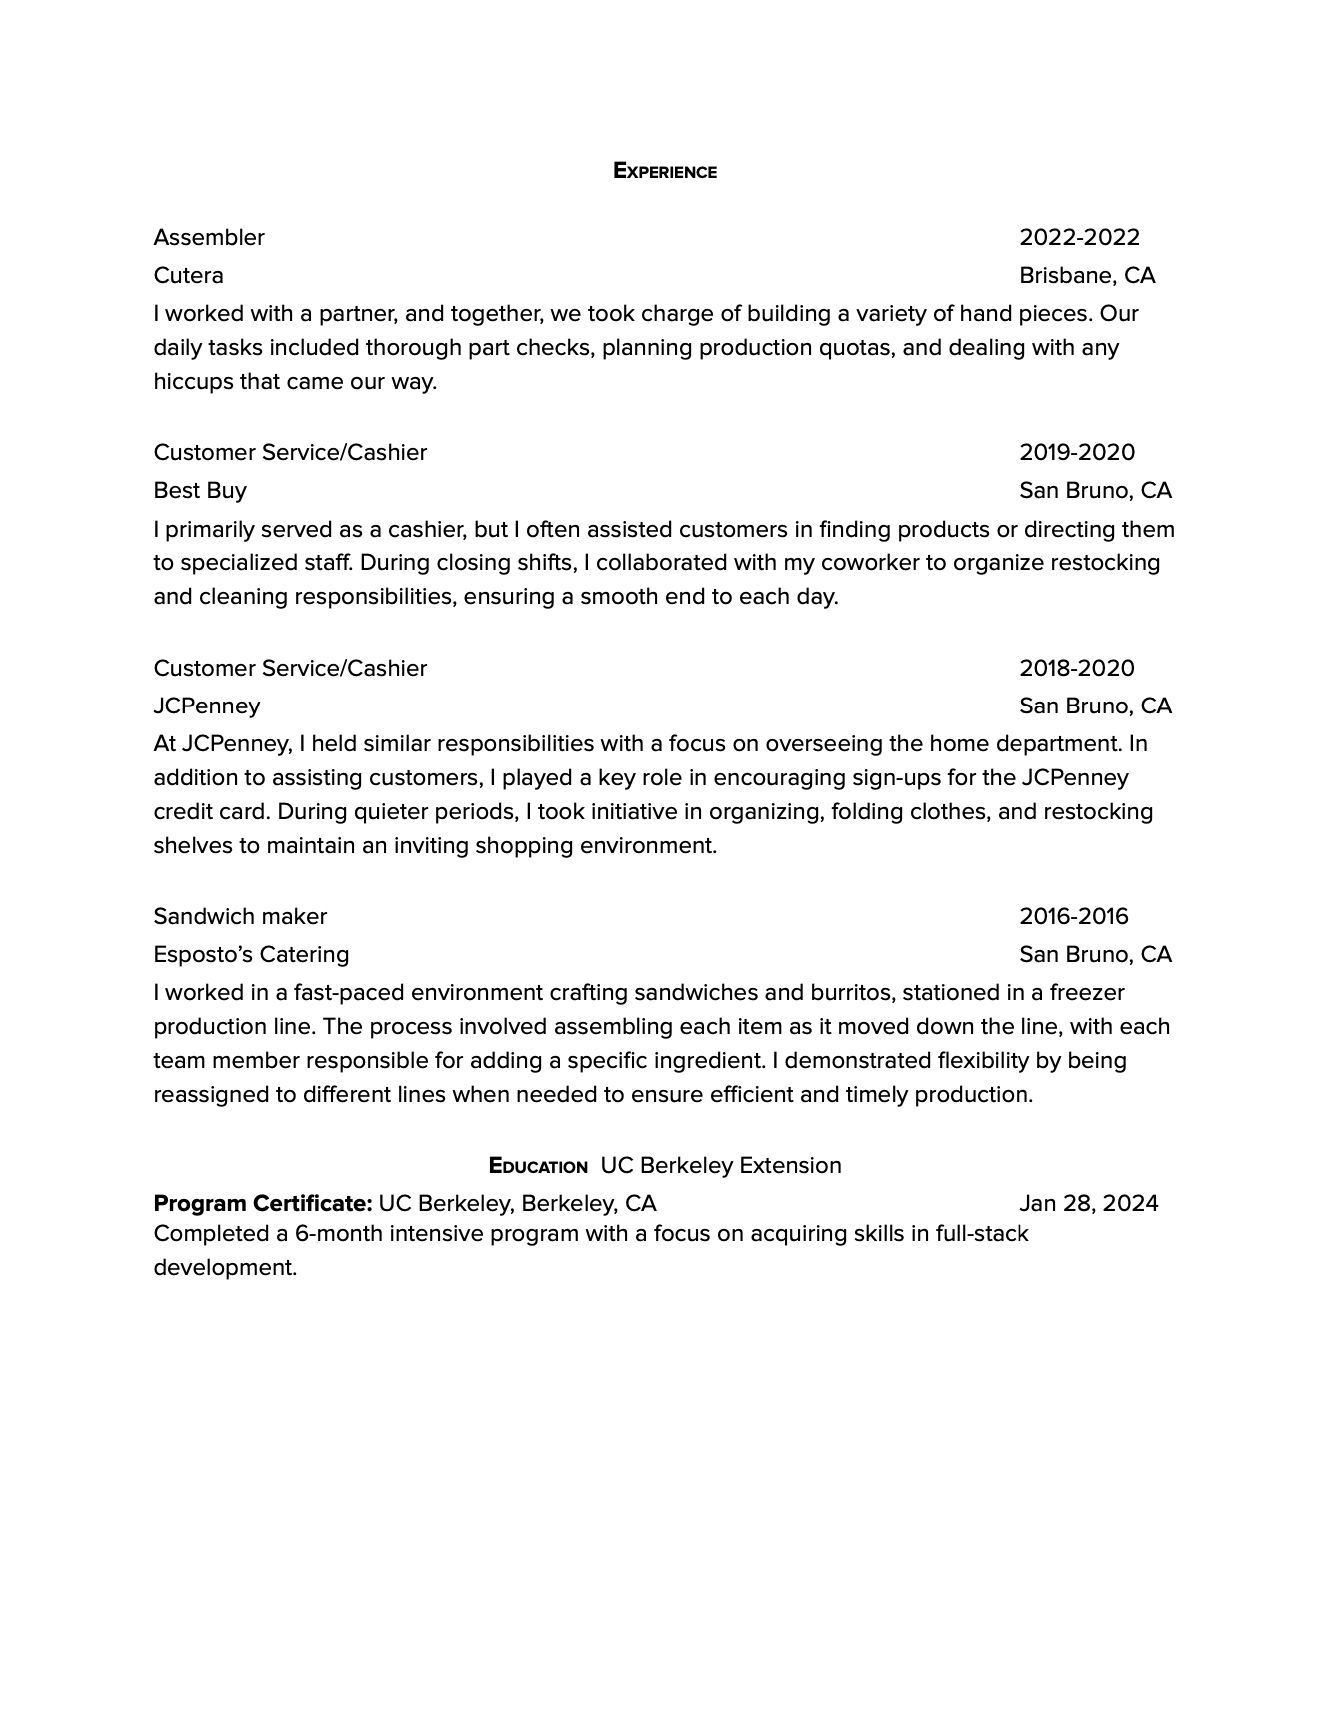 Experience
Assembler 2022-2022
Cutera Brisbane, CA
I worked with a partner, and together, we took charge of building a variety of hand pieces. Our
daily tasks included thorough part checks, planning production quotas, and dealing with any
hiccups that came our way.
Customer Service/Cashier 2019-2020
Best Buy San Bruno, CA
I primarily served as a cashier, but I often assisted customers in finding products or directing them
to specialized staff. During closing shifts, I collaborated with my coworker to organize restocking
and cleaning responsibilities, ensuring a smooth end to each day.
Customer Service/Cashier 2018-2020
JCPenney San Bruno, CA
At JCPenney, I held similar responsibilities with a focus on overseeing the home department. In
addition to assisting customers, I played a key role in encouraging sign-ups for the JCPenney
credit card. During quieter periods, I took initiative in organizing, folding clothes, and restocking
shelves to maintain an inviting shopping environment.
Sandwich maker 2016-2016
Esposto’s Catering San Bruno, CA
I worked in a fast-paced environment crafting sandwiches and burritos, stationed in a freezer
production line. The process involved assembling each item as it moved down the line, with each
team member responsible for adding a specific ingredient. I demonstrated flexibility by being
reassigned to different lines when needed to ensure efficient and timely production.
Education UC Berkeley Extension
Program Certificate: UC Berkeley, Berkeley, CA Jan 28, 2024
Completed a 6-month intensive program with a focus on acquiring skills in full-stack
development.